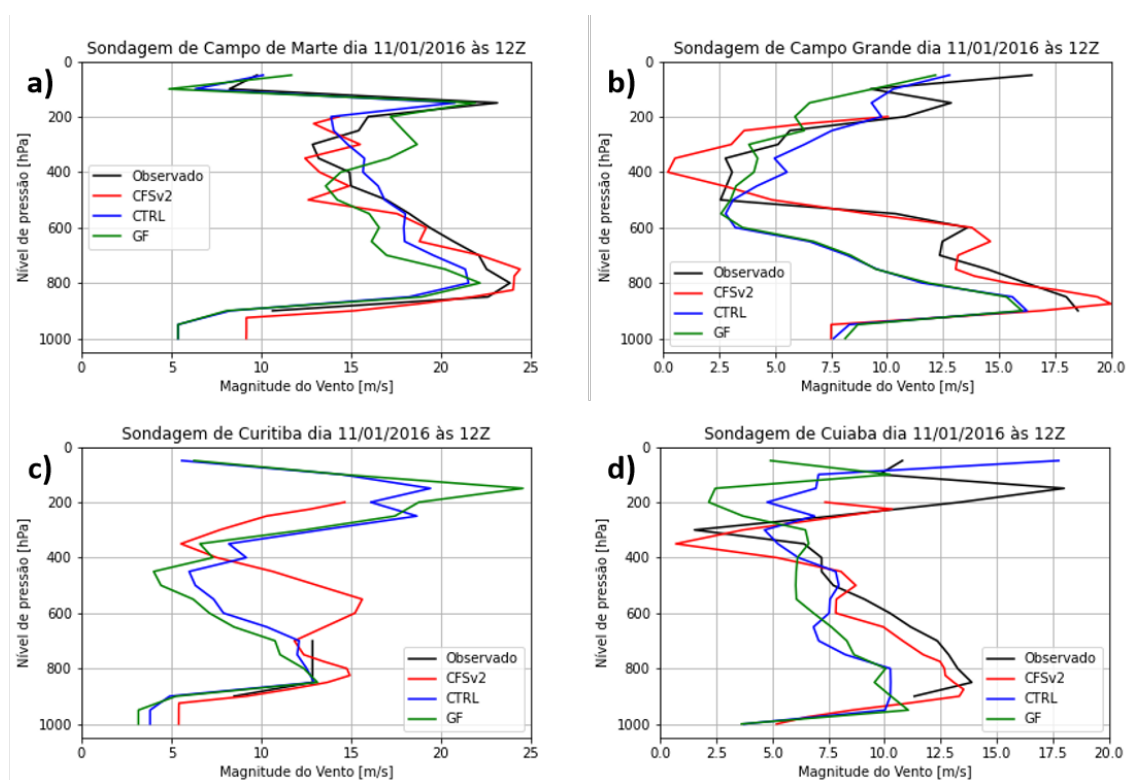 a)
Sondagem de Campo de Marte dia 11/01/2016 às 12Z
Nível de pressão [hPa]
0
200
400
600
800
1000
Observado
CFSv2
CTRL
GF
0
5
10
15
20
25
Magnitude do Vento [m/s]
b)
Sondagem de Campo Grande dia 11/01/2016 às 12Z
Nível de pressão [hPa]
0
200
400
600
800
1000
Observado
CFSv2
CTRL
GF
0.0
2.5
5.0
7.5
10.0
12.5
15.0
17.5
20.0
Magnitude do Vento [m/s]
c)
Sondagem de Curitiba dia 11/01/2016 às 12Z
Nível de pressão [hPa]
0
200
400
600
800
1000
Observado
CFSv2
CTRL
GF
0
5
10
15
20
25
Magnitude do Vento [m/s]
d)
Sondagem de Cuiaba dia 11/01/2016 às 12Z
Nível de pressão [hPa]
0
200
400
600
800
1000
Observado
CFSv2
CTRL
GF
0.0
2.5
5.0
7.5
10.0
12.5
15.0
17.5
20.0
Magnitude do Vento [m/s]